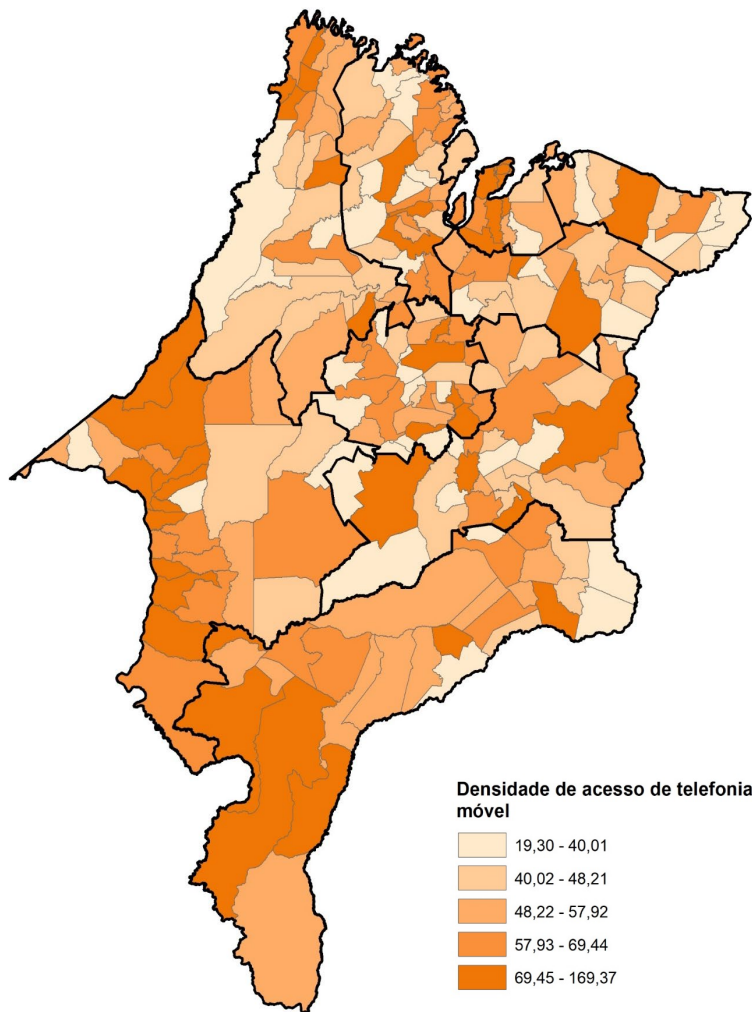 Densidade de acesso de telefonia
móvel
19,30 - 40,01
40,02 - 48,21
48,22 - 57,92
57,93 - 69,44
69,45 - 169,37